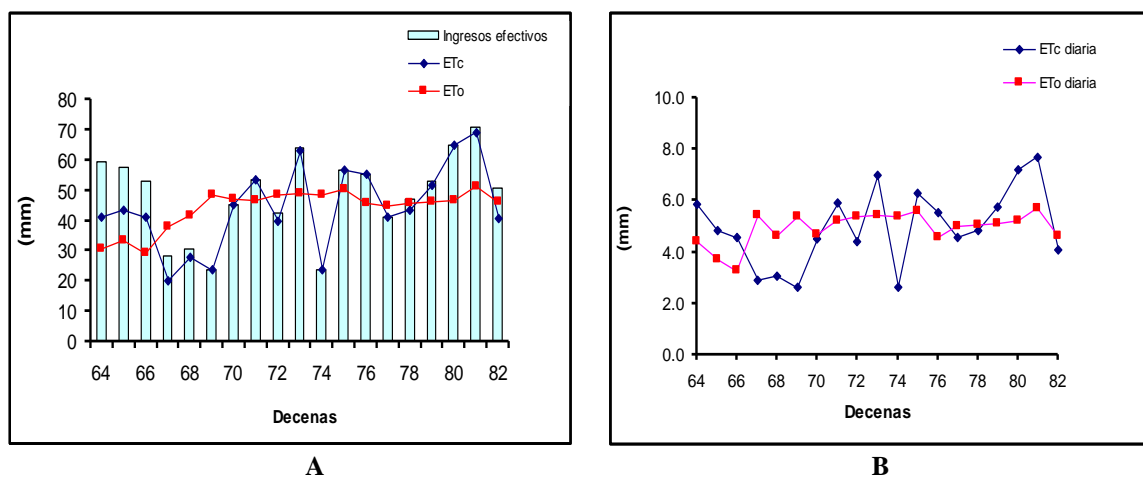 Ingresos efectivos
ETc
ETo
80
70
60
50
40
30
20
10
0
(mm)
64 66 68 70 72 74 76 78 80 82
Decenas
A
ETc diaria
ETo diaria
10.0
8.0
6.0
4.0
2.0
0.0
(mm)
64 66 68 70 72 74 76 78 80 82
Decenas
B